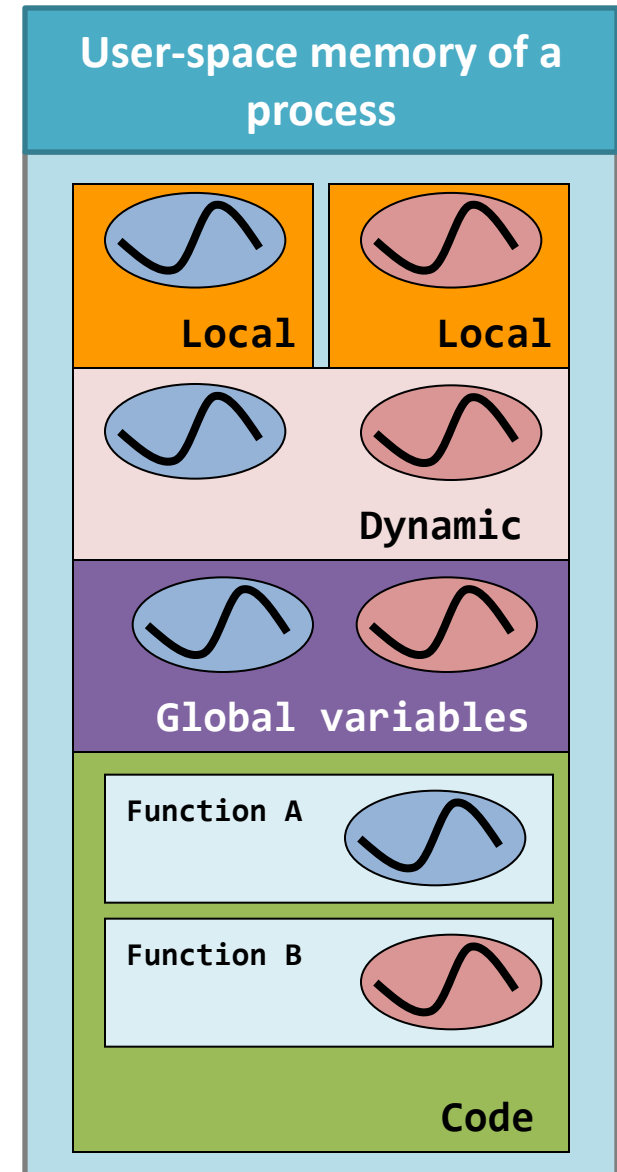 User-space memory of a
process
Local
Local
Dynamic
Global variables
Function A
Function B
Code